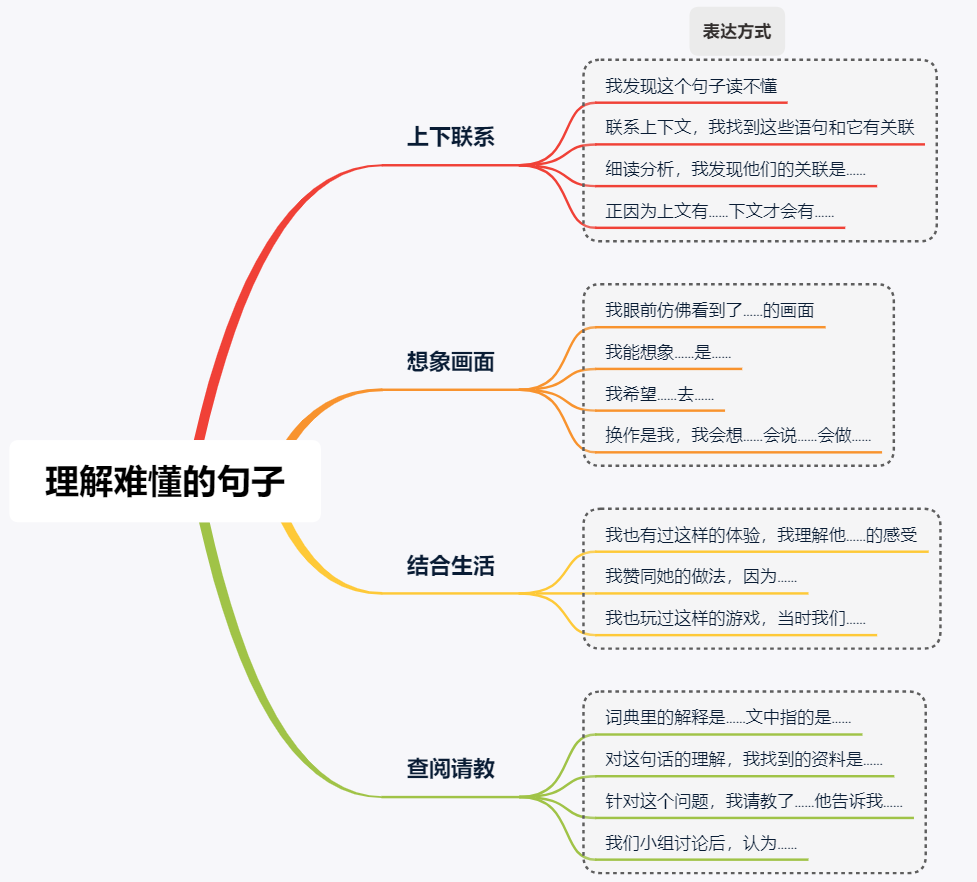 表达方式
上下联系
我发现这个句子读不懂
联系上下文，我找到这些语句和它有关联
细读分析，我发现他们的关联是……
正因为上文有……下文才会有……
想象画面
我眼前仿佛看到了……的画面
我能想象……是……
我希望……去……
换作是我，我会想……会说……会做……
理解难懂的句子
结合生活
我也有过这样的体验，我理解他……的感受
我赞同她的做法，因为……
我也玩过这样的游戏，当时我们……
查阅请教
词典里的解释是……文中指的是……
对这句话的理解，我找到的资料是……
针对这个问题，我请教了……他告诉我……
我们小组讨论后，认为……